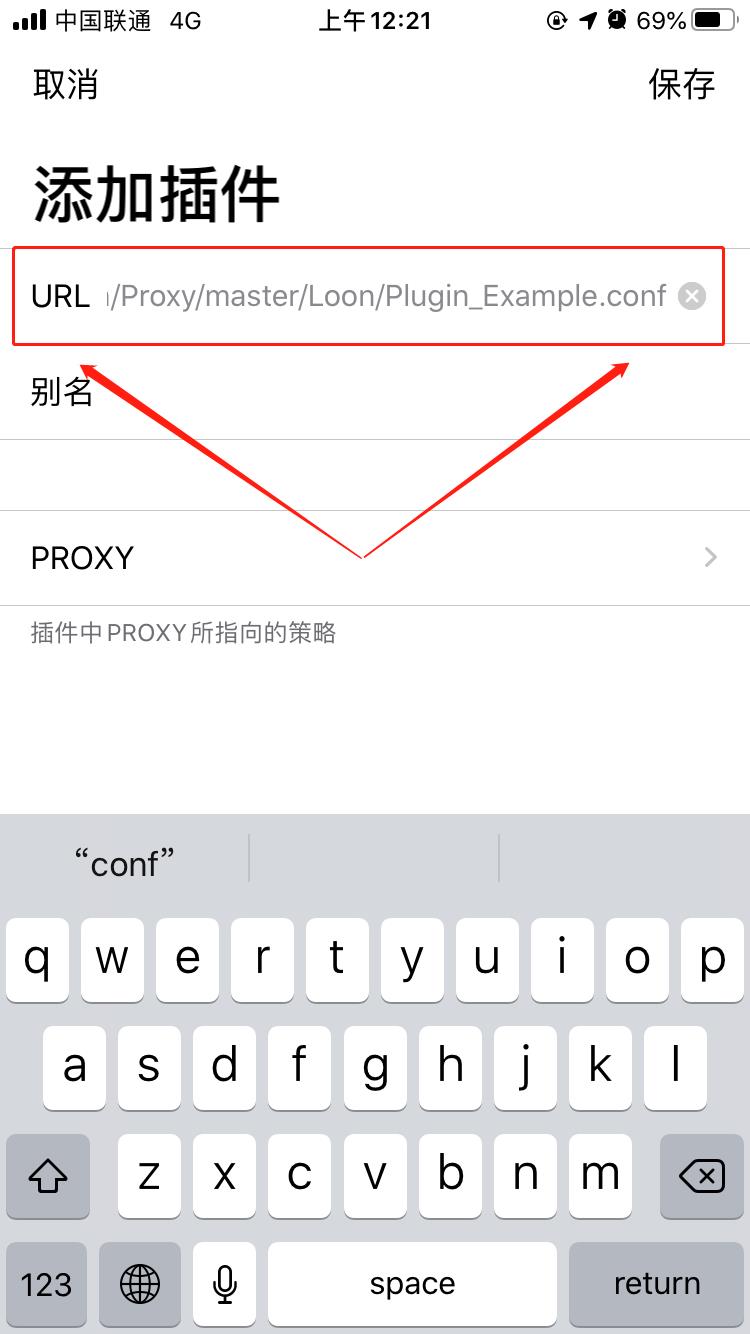 中国联通 4G 上午12:21 69%
取消 保存
添加插件
URL /Proxy/master/Loon/Plugin_Example.conf
别名
PROXY
插件中PROXY所指向的策略
“conf”
q w e r t y u i o p
a s d f g h j k l
z x c v b n m
123 space return